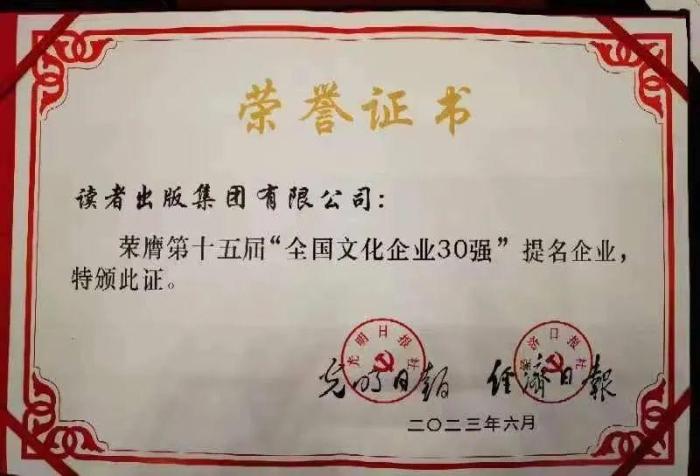 荣誉证书
读者出版集团有限公司：
荣膺第十五届“全国文化企业30强”提名企业，
特颁此证。
光明日报社
经济日报社
光明日报 经济日报
二〇二三年六月